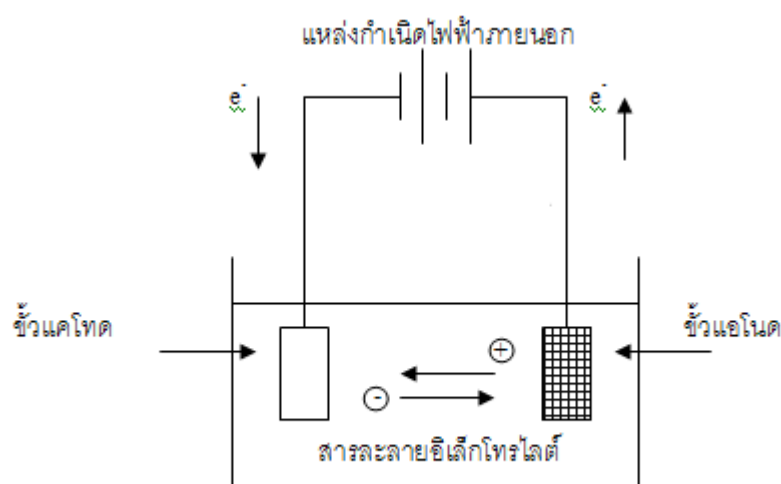 แหล่งกำเนิดไฟฟ้าภายนอก
e⁻
e⁻
ขั้วแคโทด
ขั้วแอโนด
+
-
สารละลายอิเล็กโทรไลต์